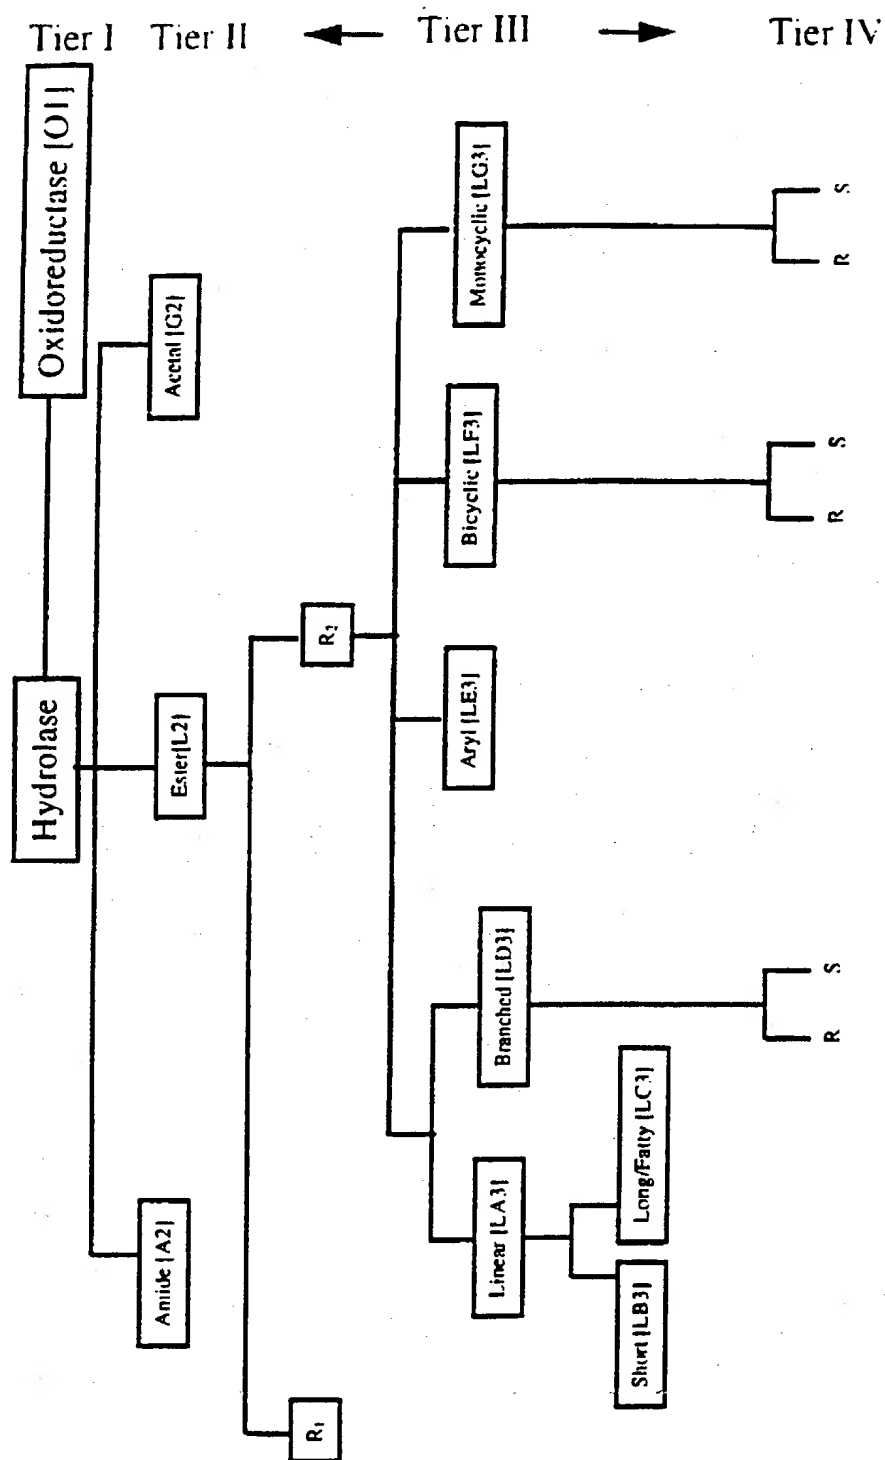 Tier I
Tier II
Tier III
Tier IV
Hydrolase
Oxidoreductase [O1]
Amide [A2]
Ester[L2]
Acetal [G2]
R1
R2
Linear [LA3]
Branched [LD3]
Aryl [LE3]
Bicyclic [LF3]
Monocyclic [LG3]
Short [LB3]
Long/Fatty [LC3]
R
S
R
S
R
S